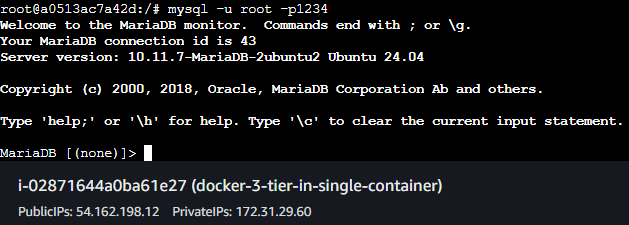 root@a0513ac7a42d:/# mysql -u root -p1234
Welcome to the MariaDB monitor.  Commands end with ; or \g.
Your MariaDB connection id is 43
Server version: 10.11.7-MariaDB-2ubuntu2 Ubuntu 24.04
Copyright (c) 2000, 2018, Oracle, MariaDB Corporation Ab and others.
Type 'help;' or '\h' for help. Type '\c' to clear the current input statement.
MariaDB [(none)]>
i-02871644a0ba61e27 (docker-3-tier-in-single-container)
PublicIPs: 54.162.198.12    PrivateIPs: 172.31.29.60